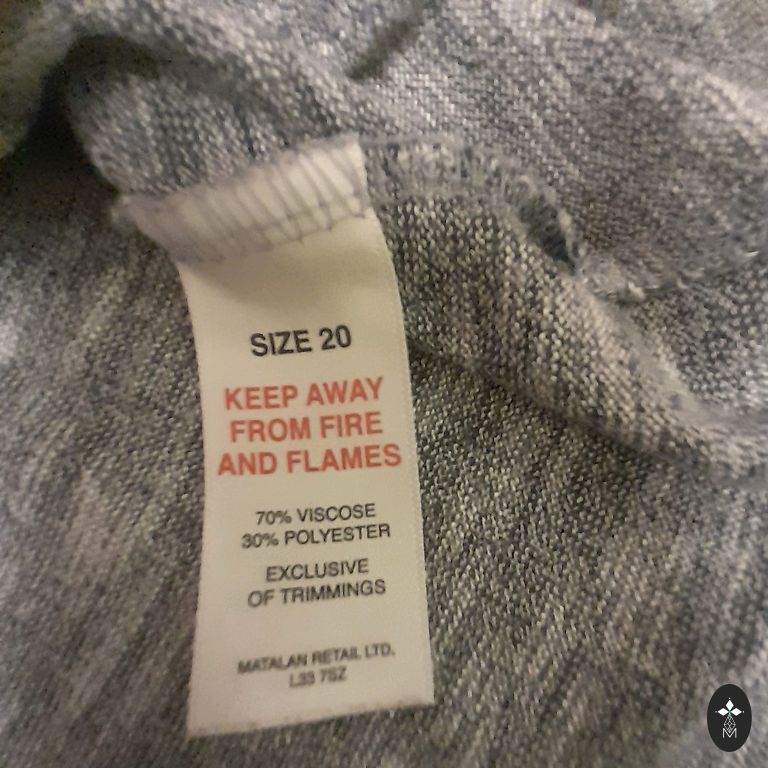 SIZE 20
KEEP AWAY
FROM FIRE
AND FLAMES
70% VISCOSE
30% POLYESTER
EXCLUSIVE
OF TRIMMINGS
MATALAN RETAIL LTD.
L33 7SZ
M